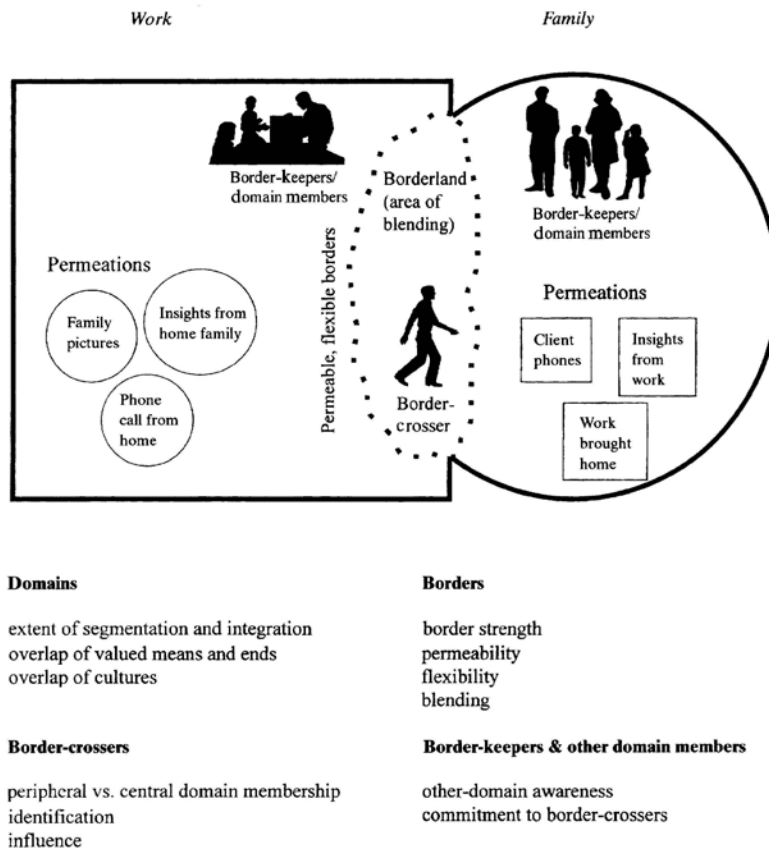 Work
Family
Border-keepers/
domain members
Borderland
(area of
blending)
Border-keepers/
domain members
Permeations
Family
pictures
Insights from
home family
Phone
call from
home
Permeable, flexible borders
Border-
crosser
Permeations
Client
phones
Insights
from
work
Work
brought
home
Domains
extent of segmentation and integration
overlap of valued means and ends
overlap of cultures
Borders
border strength
permeability
flexibility
blending
Border-crossers
peripheral vs. central domain membership
identification
influence
Border-keepers & other domain members
other-domain awareness
commitment to border-crossers